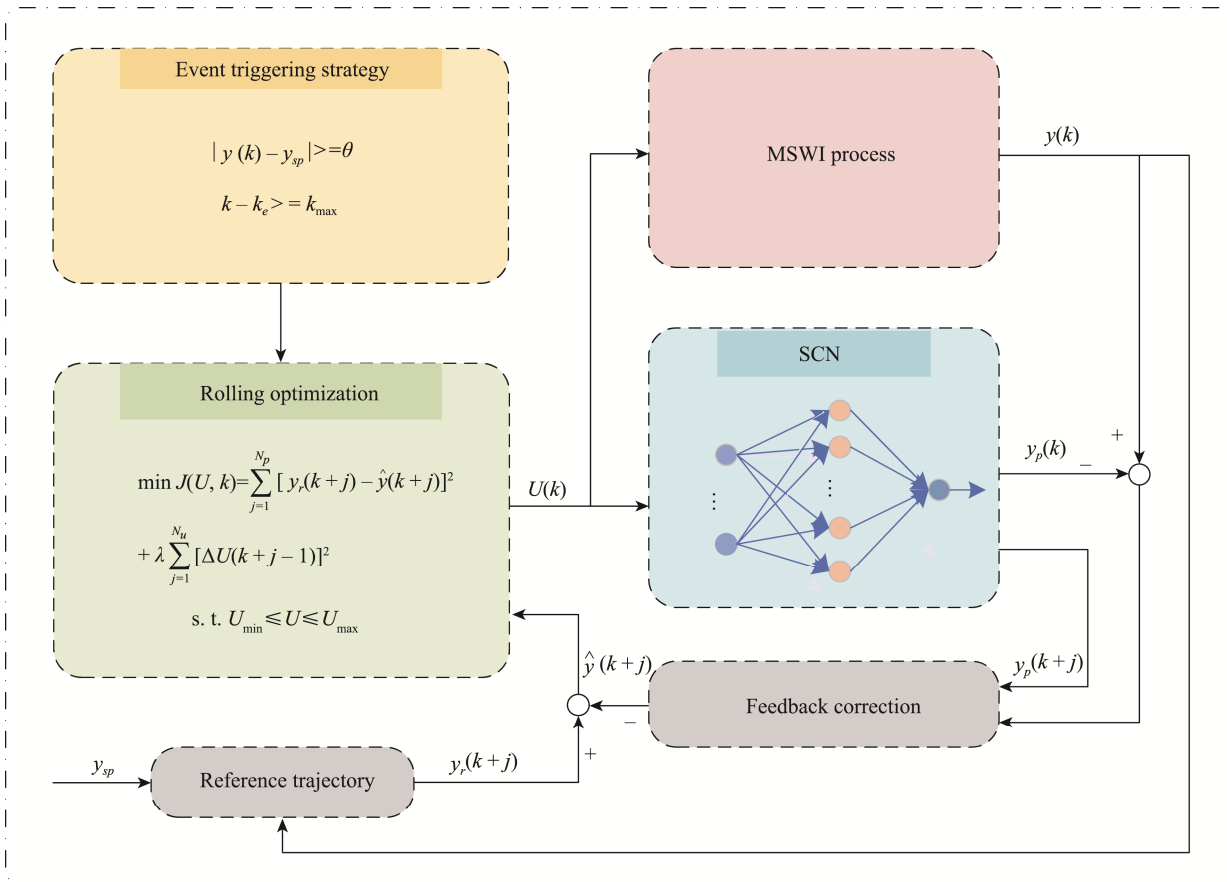 Event triggering strategy
| y (k) – y_sp |>=θ
k – k_e > = k_max
MSWI process
y(k)
Rolling optimization
min J(U, k)=∑_{j=1}^{N_p} [ y_r(k+j) – ŷ(k+j)]²
+ λ ∑_{j=1}^{N_u} [ΔU(k+j – 1)]²
s. t. U_min ≤ U ≤ U_max
U(k)
SCN
...
...
y_p(k)
+
–
y_p(k+j)
Feedback correction
ŷ (k+j)
–
+
y_sp
Reference trajectory
y_r(k+j)